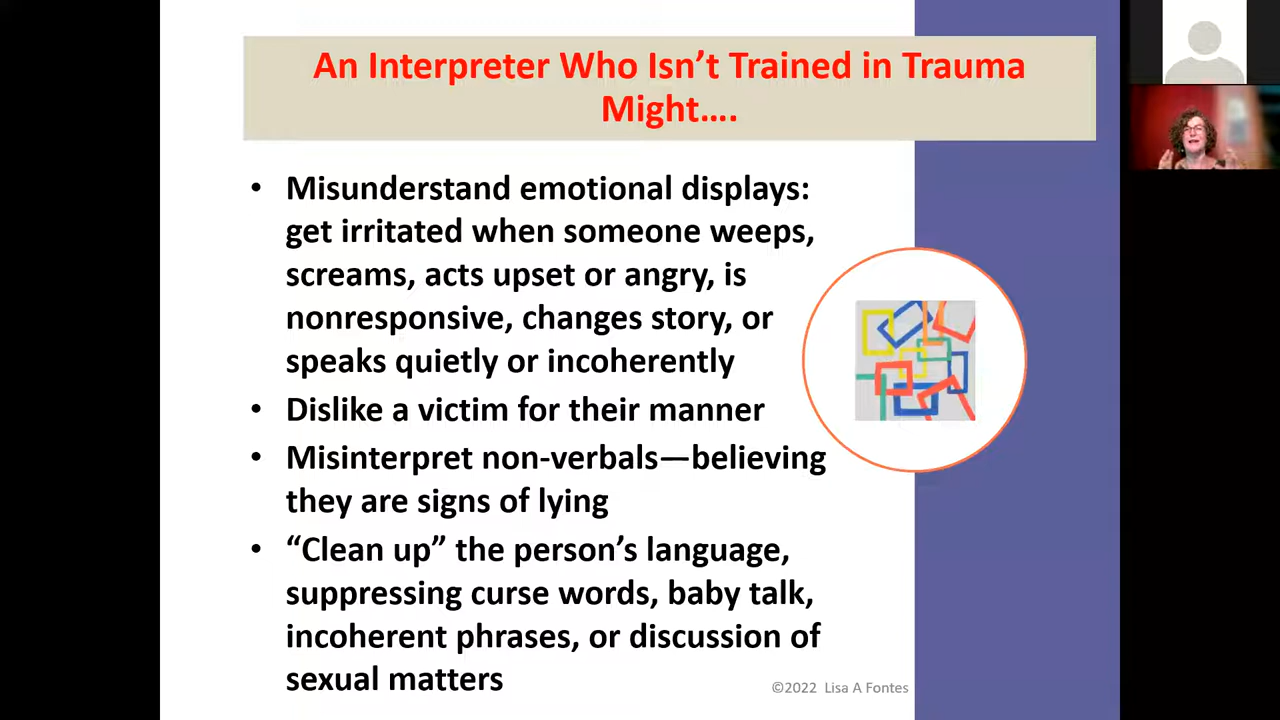 An Interpreter Who Isn’t Trained in Trauma
Might….
• Misunderstand emotional displays:
get irritated when someone weeps,
screams, acts upset or angry, is
nonresponsive, changes story, or
speaks quietly or incoherently
• Dislike a victim for their manner
• Misinterpret non-verbals—believing
they are signs of lying
• “Clean up” the person’s language,
suppressing curse words, baby talk,
incoherent phrases, or discussion of
sexual matters
©2022 Lisa A Fontes